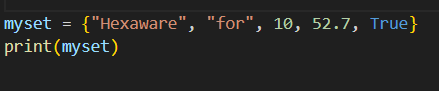 myset = {"Hexaware", "for", 10, 52.7, True}
print(myset)